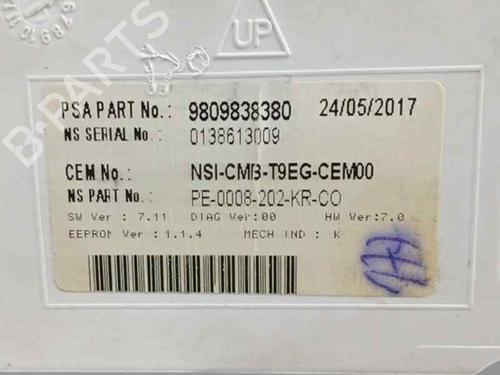 UP
B-PARTS
PSA PART No.: 9809838380 24/05/2017
NS SERIAL No.: 0138613009
CEM No.: NSI-CMB-T9EG-CEM00
NS PART No.: PE-0008-202-KR-CO
SW Ver : 7.11 DIAG Ver:00 HW Ver:7.0
EEPROM Ver : 1.1.4 MECH IND : K